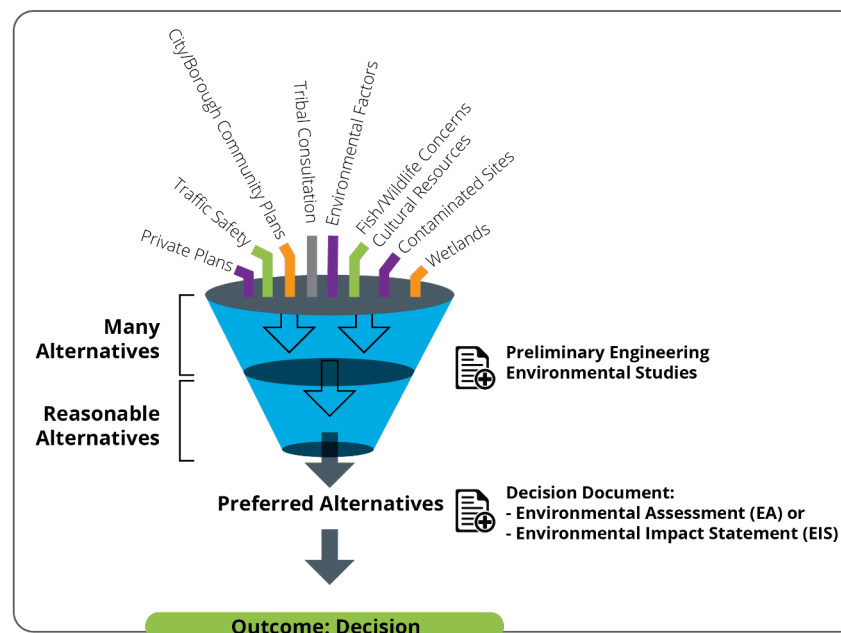 Private Plans
Traffic Safety
City/Borough Community Plans
Tribal Consultation
Environmental Factors
Fish/Wildlife Concerns
Cultural Resources
Contaminated Sites
Wetlands
Many
Alternatives
Reasonable
Alternatives
Preliminary Engineering
Environmental Studies
Preferred Alternatives
Decision Document:
- Environmental Assessment (EA) or
- Environmental Impact Statement (EIS)
Outcome: Decision